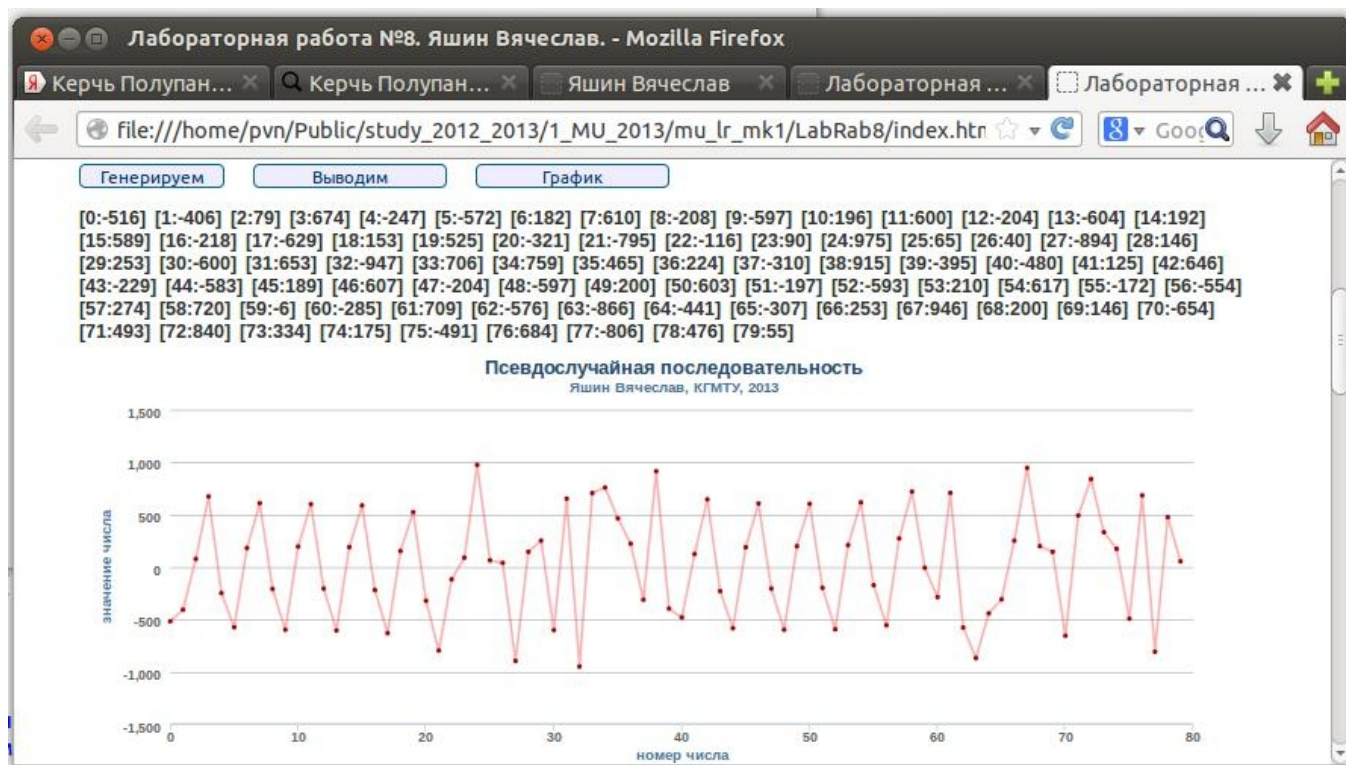 Лабораторная работа №8. Яшин Вячеслав. - Mozilla Firefox
Керчь Полупан... Керчь Полупан... Яшин Вячеслав Лабораторная ... Лабораторная ...
file:///home/pvn/Public/study_2012_2013/1_MU_2013/mu_lr_mk1/LabRab8/index.htm
Генерируем Выводим График
[0:-516] [1:-406] [2:79] [3:674] [4:-247] [5:-572] [6:182] [7:610] [8:-208] [9:-597] [10:196] [11:600] [12:-204] [13:-604] [14:192]
[15:589] [16:-218] [17:-629] [18:153] [19:525] [20:-321] [21:-795] [22:-116] [23:90] [24:975] [25:65] [26:40] [27:-894] [28:146]
[29:253] [30:-600] [31:653] [32:-947] [33:706] [34:759] [35:465] [36:224] [37:-310] [38:915] [39:-395] [40:-480] [41:125] [42:646]
[43:-229] [44:-583] [45:189] [46:607] [47:-204] [48:-597] [49:200] [50:603] [51:-197] [52:-593] [53:210] [54:617] [55:-172] [56:-554]
[57:274] [58:720] [59:-6] [60:-285] [61:709] [62:-576] [63:-866] [64:-441] [65:-307] [66:253] [67:946] [68:200] [69:146] [70:-654]
[71:493] [72:840] [73:334] [74:175] [75:-491] [76:684] [77:-806] [78:476] [79:55]
Псевдослучайная последовательность
Яшин Вячеслав, КГМТУ, 2013
значение числа
1,500
1,000
500
0
-500
-1,000
-1,500
0 10 20 30 40 50 60 70 80
номер числа